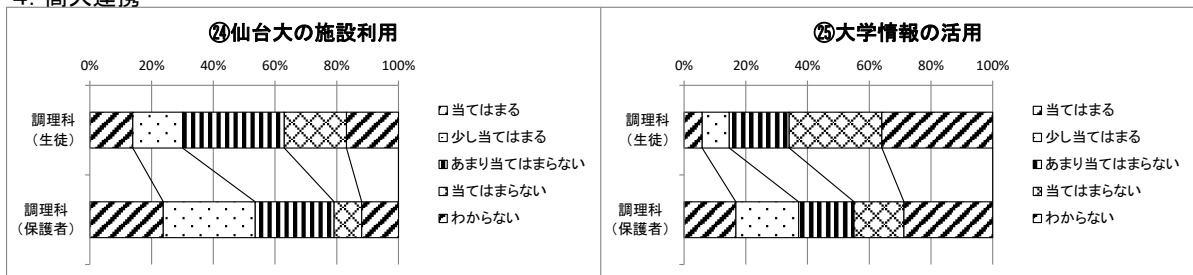 4. 高大連携
㉔仙台大の施設利用
0% 20% 40% 60% 80% 100%
調理科
（生徒）
調理科
（保護者）
当てはまる
少し当てはまる
あまり当てはまらない
当てはまらない
わからない
㉕大学情報の活用
0% 20% 40% 60% 80% 100%
調理科
（生徒）
調理科
（保護者）
当てはまる
少し当てはまる
あまり当てはまらない
当てはまらない
わからない